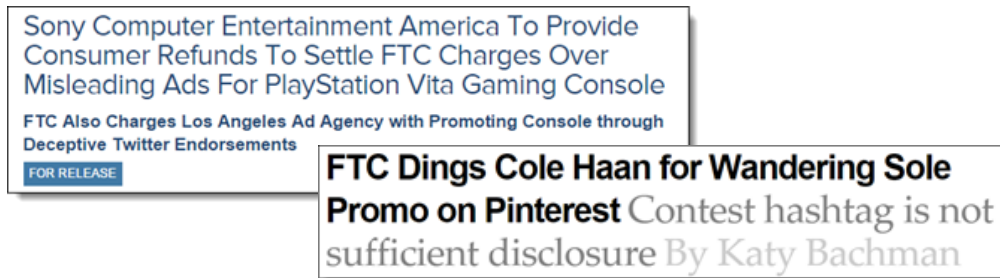 Sony Computer Entertainment America To Provide
Consumer Refunds To Settle FTC Charges Over
Misleading Ads For PlayStation Vita Gaming Console
FTC Also Charges Los Angeles Ad Agency with Promoting Console through
Deceptive Twitter Endorsements
FOR RELEASE
FTC Dings Cole Haan for Wandering Sole
Promo on Pinterest Contest hashtag is not
sufficient disclosure By Katy Bachman